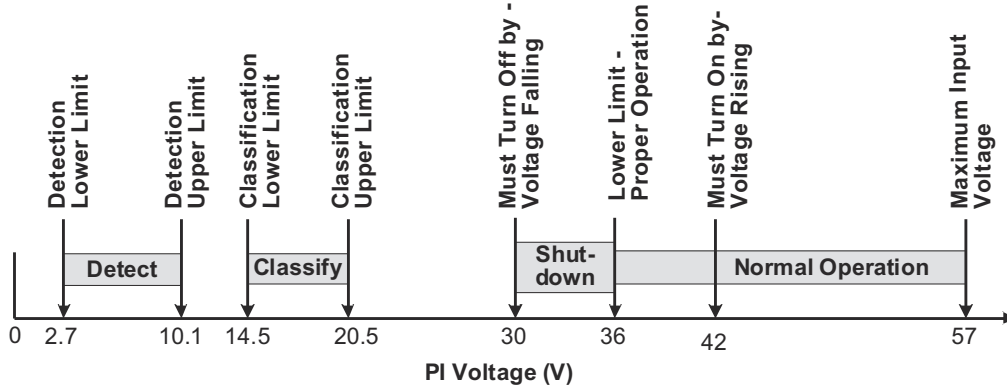 Detection
Lower Limit
Detection
Upper Limit
Classification
Lower Limit
Classification
Upper Limit
Must Turn Off by -
Voltage Falling
Lower Limit -
Proper Operation
Must Turn On by-
Voltage Rising
Maximum Input
Voltage
Detect
Classify
Shut-
down
Normal Operation
0
2.7
10.1
14.5
20.5
30
36
42
57
PI Voltage (V)